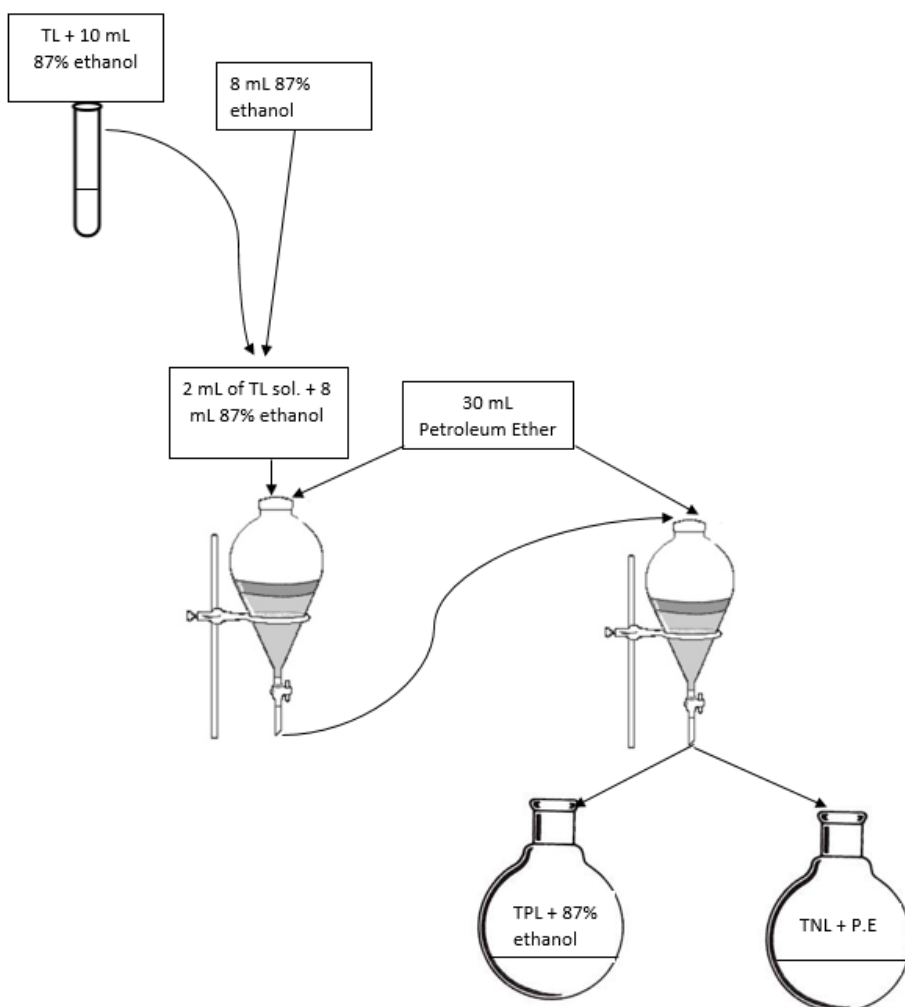 TL + 10 mL
87% ethanol
8 mL 87%
ethanol
2 mL of TL sol. + 8
mL 87% ethanol
30 mL
Petroleum Ether
TPL + 87%
ethanol
TNL + P.E